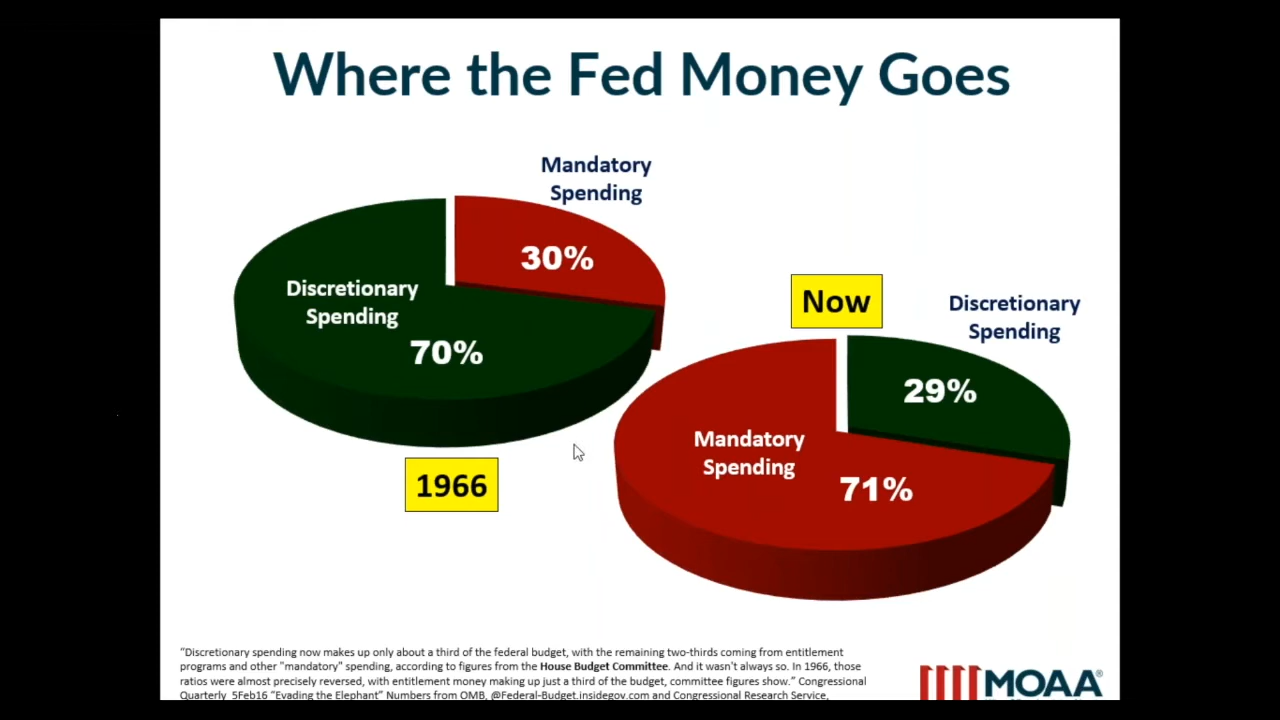 Where the Fed Money Goes
Mandatory
Spending
30%
Discretionary
Spending
70%
1966
Now
Discretionary
Spending
29%
Mandatory
Spending
71%
"Discretionary spending now makes up only about a third of the federal budget, with the remaining two-thirds coming from entitlement
programs and other "mandatory" spending, according to figures from the House Budget Committee. And it wasn't always so. In 1966, those
ratios were almost precisely reversed, with entitlement money making up just a third of the budget, committee figures show." Congressional
Quarterly 5Feb16 "Evading the Elephant" Numbers from OMB, @Federal-Budget.insidegov.com and Congressional Research Service,
MOAA®